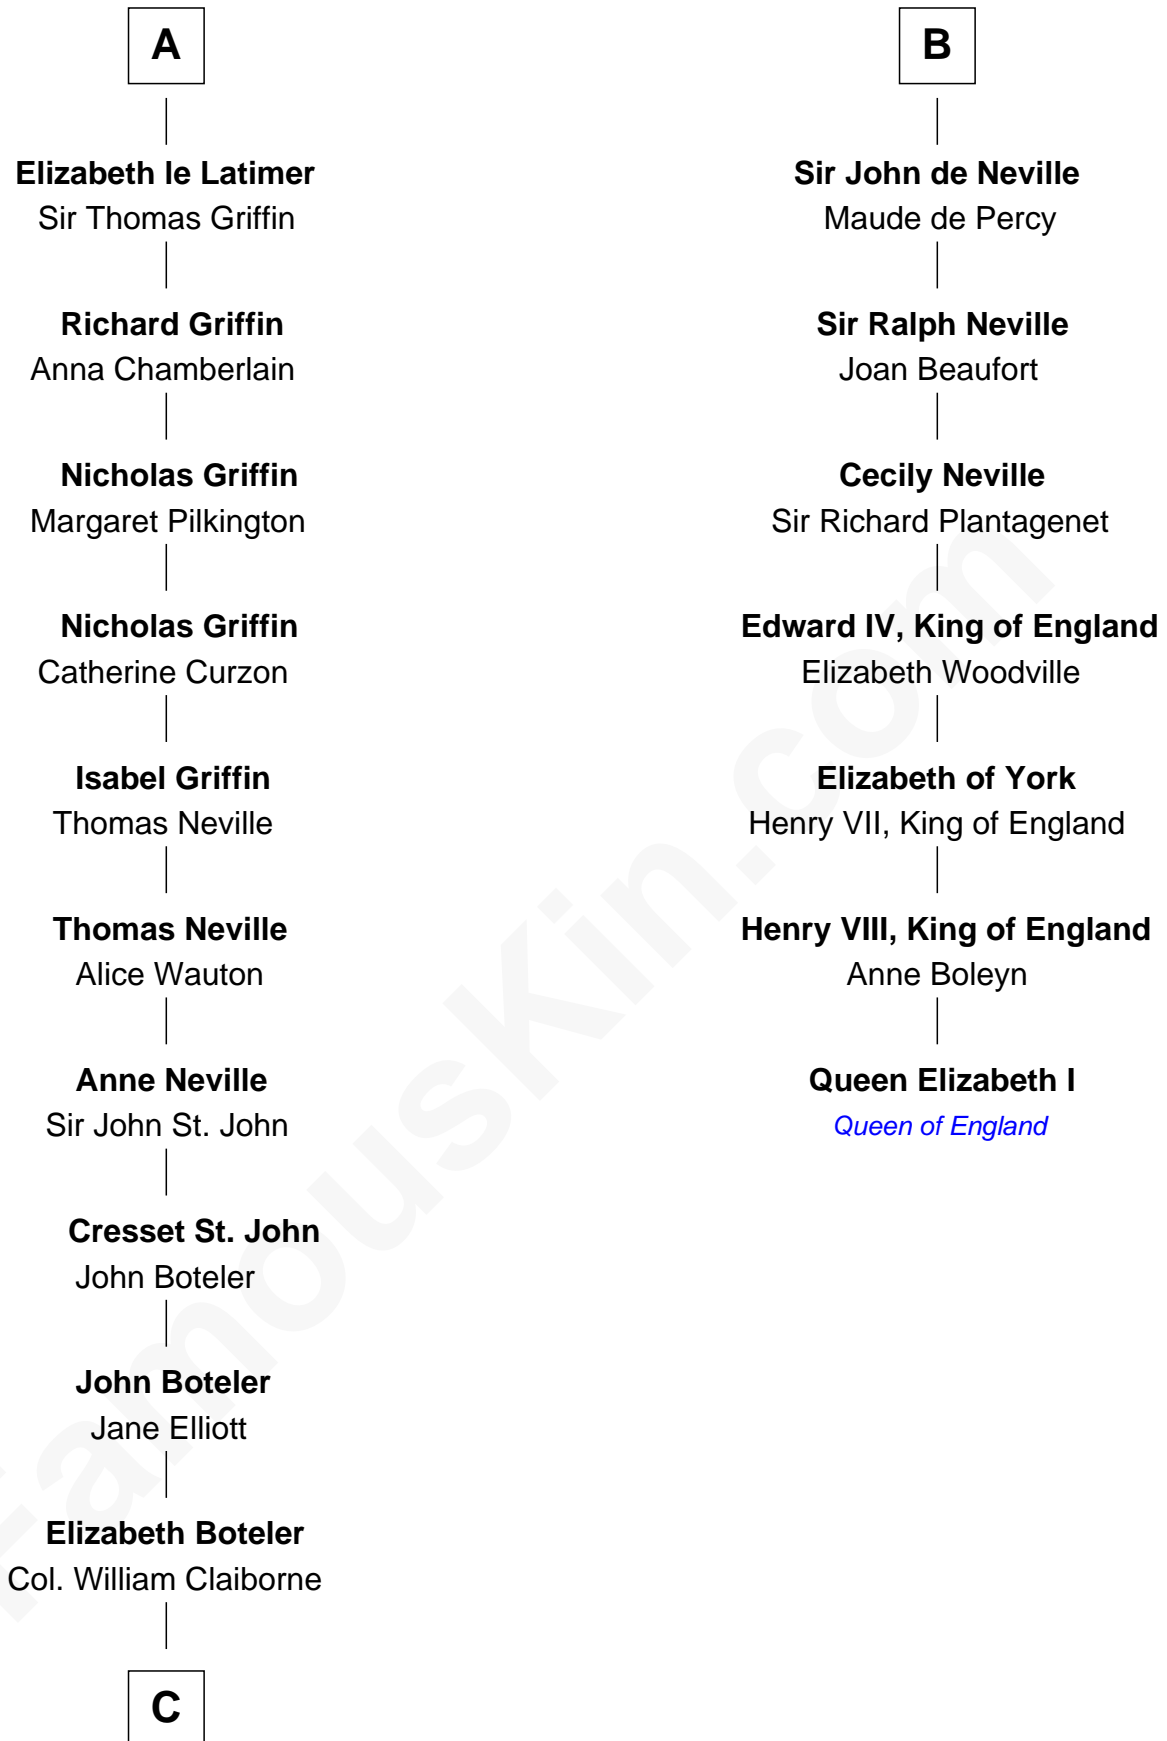 A
Elizabeth le Latimer
Sir Thomas Griffin
Richard Griffin
Anna Chamberlain
Nicholas Griffin
Margaret Pilkington
Nicholas Griffin
Catherine Curzon
Isabel Griffin
Thomas Neville
Thomas Neville
Alice Wauton
Anne Neville
Sir John St. John
Cresset St. John
John Boteler
John Boteler
Jane Elliott
Elizabeth Boteler
Col. William Claiborne
C
B
Sir John de Neville
Maude de Percy
Sir Ralph Neville
Joan Beaufort
Cecily Neville
Sir Richard Plantagenet
Edward IV, King of England
Elizabeth Woodville
Elizabeth of York
Henry VII, King of England
Henry VIII, King of England
Anne Boleyn
Queen Elizabeth I
Queen of England
FamousKin.com